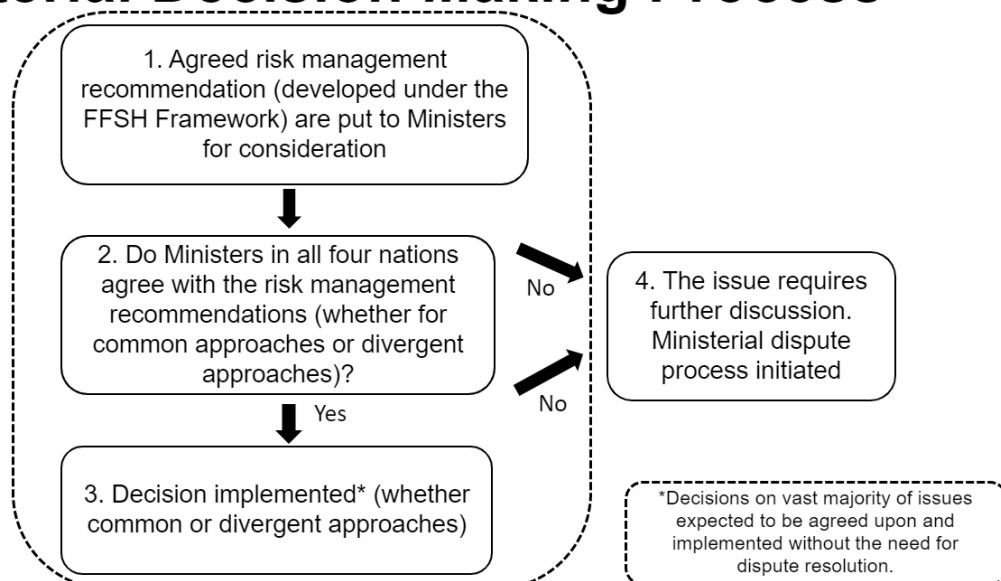 Decision Making Process
1. Agreed risk management
recommendation (developed under the
FFSH Framework) are put to Ministers
for consideration
2. Do Ministers in all four nations
agree with the risk management
recommendations (whether for
common approaches or divergent
approaches)?
No
4. The issue requires
further discussion.
Ministerial dispute
process initiated
No
Yes
3. Decision implemented* (whether
common or divergent approaches)
*Decisions on vast majority of issues
expected to be agreed upon and
implemented without the need for
dispute resolution.